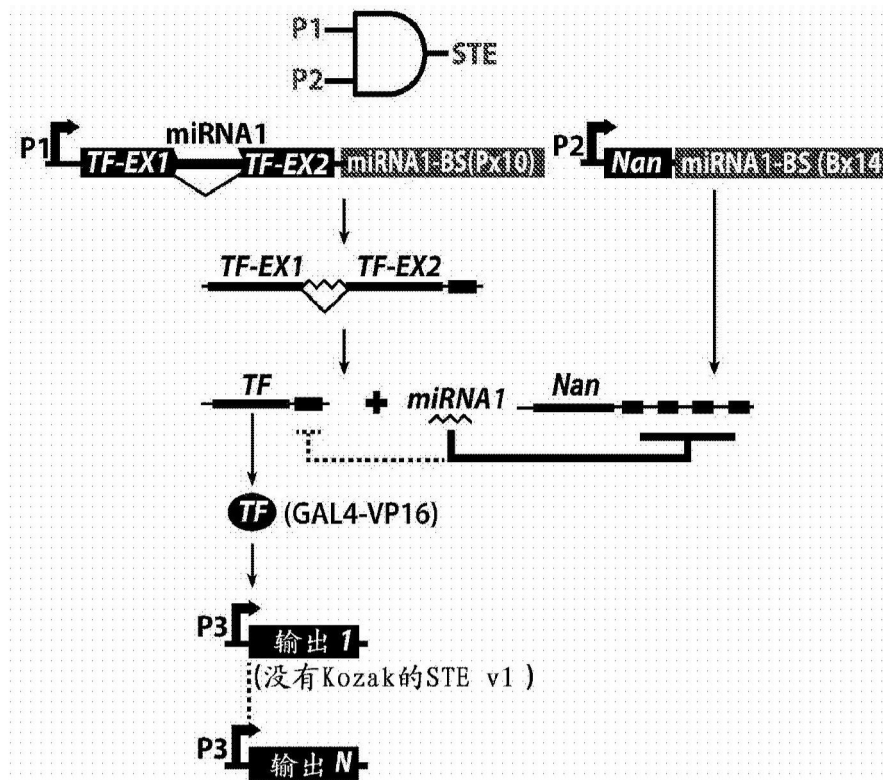 P1
P2
STE
P1
miRNA1
TF-EX1
TF-EX2
miRNA1-BS(Px10)
P2
Nan
miRNA1-BS (Bx14
TF-EX1
TF-EX2
TF
+
miRNA1
Nan
TF (GAL4-VP16)
P3
输出 1
(没有Kozak的STE v1 )
P3
输出 N